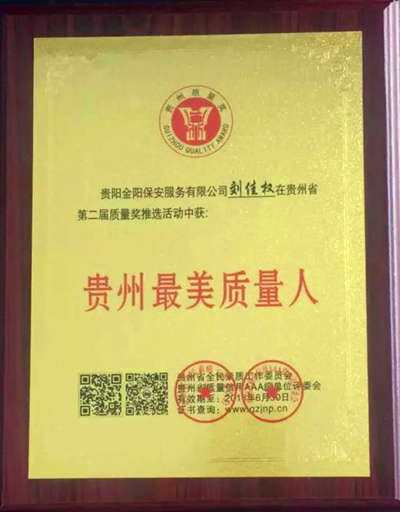 贵州质量奖
GUIZHOU QUALITY AWARD
贵阳金阳保安服务有限公司刘佳权在贵州省
第二届质量奖推选活动中获:
贵州最美质量人
贵州省全民素质工作委员会
贵州省质量信用AAA级单位评委会
有效期至:2018年6月30日
证书查询:www.gzjnp.cn